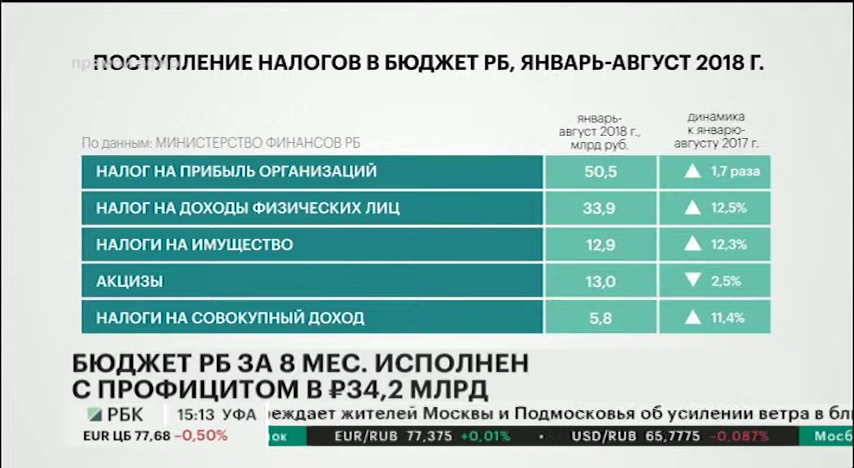 ПОСТУПЛЕНИЕ НАЛОГОВ В БЮДЖЕТ РБ, ЯНВАРЬ-АВГУСТ 2018 Г.
По данным: МИНИСТЕРСТВО ФИНАНСОВ РБ
январь-
август 2018 г.,
млрд руб.
динамика
к январю-
августу 2017 г.
НАЛОГ НА ПРИБЫЛЬ ОРГАНИЗАЦИЙ 50,5 ▲ 1,7 раза
НАЛОГ НА ДОХОДЫ ФИЗИЧЕСКИХ ЛИЦ 33,9 ▲ 12,5%
НАЛОГИ НА ИМУЩЕСТВО 12,9 ▲ 12,3%
АКЦИЗЫ 13,0 ▼ 2,5%
НАЛОГИ НА СОВОКУПНЫЙ ДОХОД 5,8 ▲ 11,4%
БЮДЖЕТ РБ ЗА 8 МЕС. ИСПОЛНЕН
С ПРОФИЦИТОМ В ₽34,2 МЛРД
РБК 15:13 УФА реждает жителей Москвы и Подмосковья об усилении ветра в бли
EUR ЦБ 77,68 -0,50% ок EUR/RUB 77,375 +0,01% • USD/RUB 65,7775 -0,087% Мосб